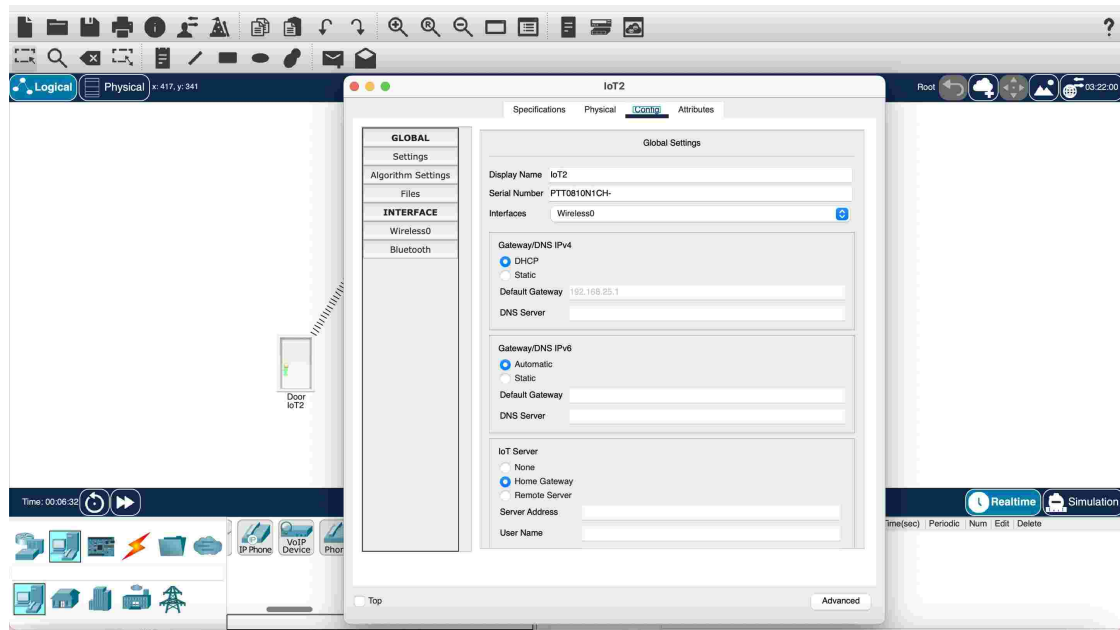 Logical
Physical
x: 417, y: 341
IoT2
Root
03:22:00
Specifications Physical Config Attributes
GLOBAL
Settings
Algorithm Settings
Files
INTERFACE
Wireless0
Bluetooth
Global Settings
Display Name IoT2
Serial Number PTT0810N1CH-
Interfaces Wireless0
Gateway/DNS IPv4
DHCP
Static
Default Gateway 192.168.25.1
DNS Server
Gateway/DNS IPv6
Automatic
Static
Default Gateway
DNS Server
IoT Server
None
Home Gateway
Remote Server
Server Address
User Name
Top
Advanced
Door
IoT2
Time: 00:06:32
Realtime
Simulation
IP Phone
VoIP
Device
Phor
Time(sec) Periodic Num Edit Delete